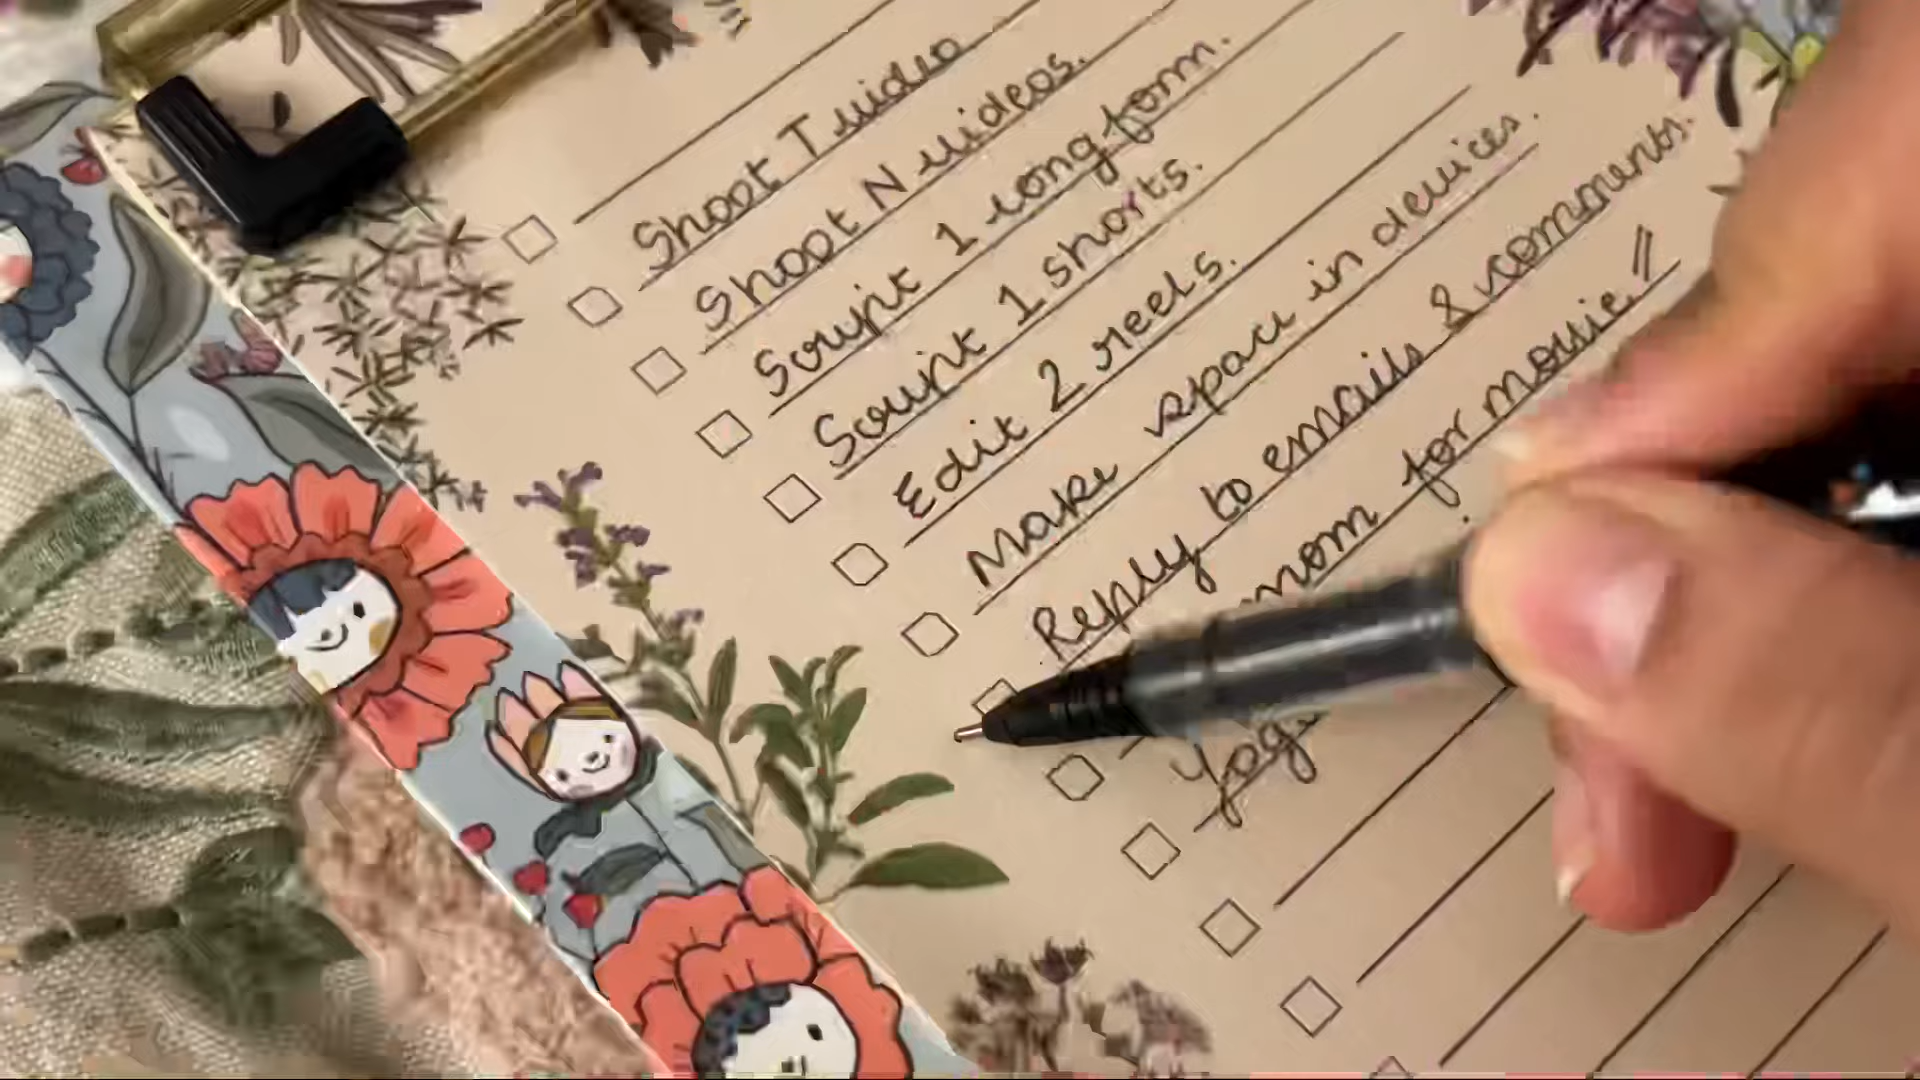 Shoot T video
Shoot N videos.
Script 1 long form.
Script 1 shorts.
Edit 2 reels.
Make space in devices.
Reply to emails & comments.
mom for movie.